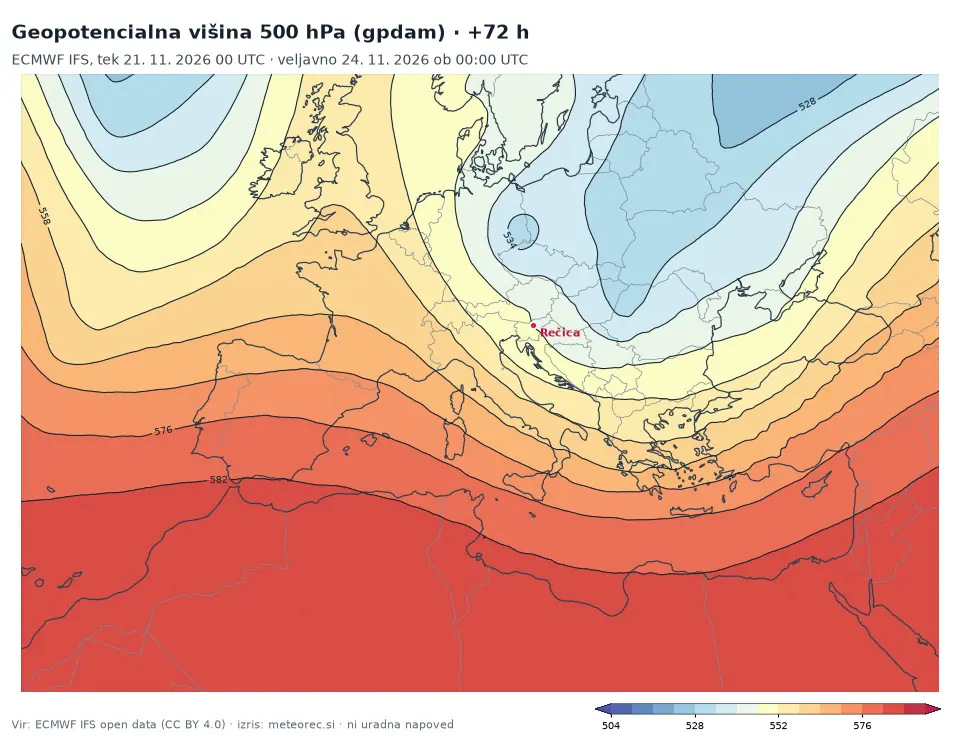 Geopotencialna višina 500 hPa (gpdam) · +72 h
ECMWF IFS, tek 21. 11. 2026 00 UTC · veljavno 24. 11. 2026 ob 00:00 UTC
528
558
534
Rečica
576
582
504 528 552 576
Vir: ECMWF IFS open data (CC BY 4.0) · izris: meteorec.si · ni uradna napoved